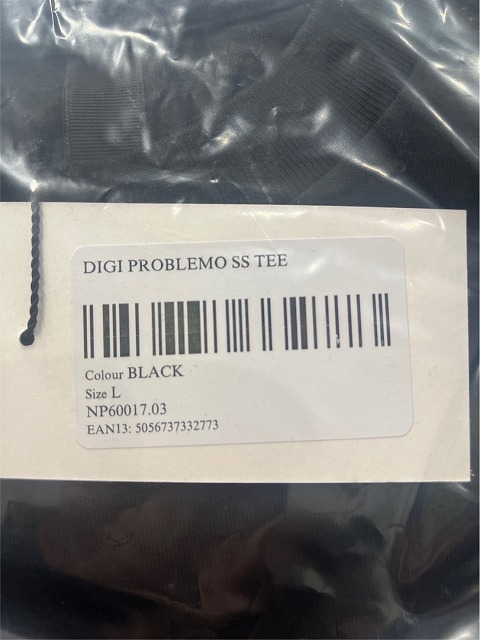 DIGI PROBLEMO SS TEE
Colour BLACK
Size L
NP60017.03
EAN13: 5056737332773